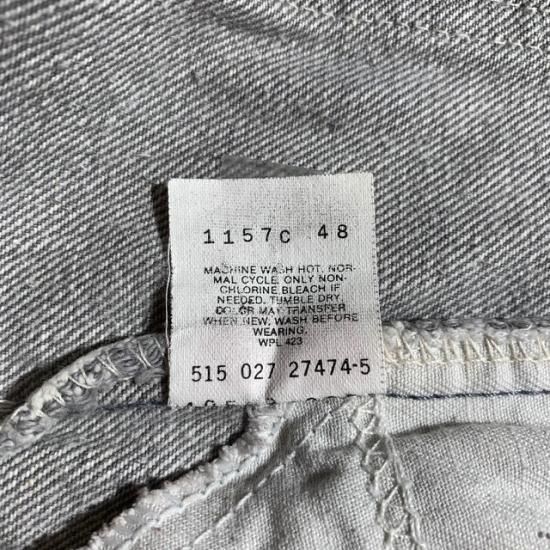 1157C 48
MACHINE WASH HOT, NOR-
MAL CYCLE. ONLY NON-
CHLORINE BLEACH IF
NEEDED. TUMBLE DRY.
COLOR MAY TRANSFER
WHEN NEW, WASH BEFORE
WEARING.
WPL 423
515 027 27474-5